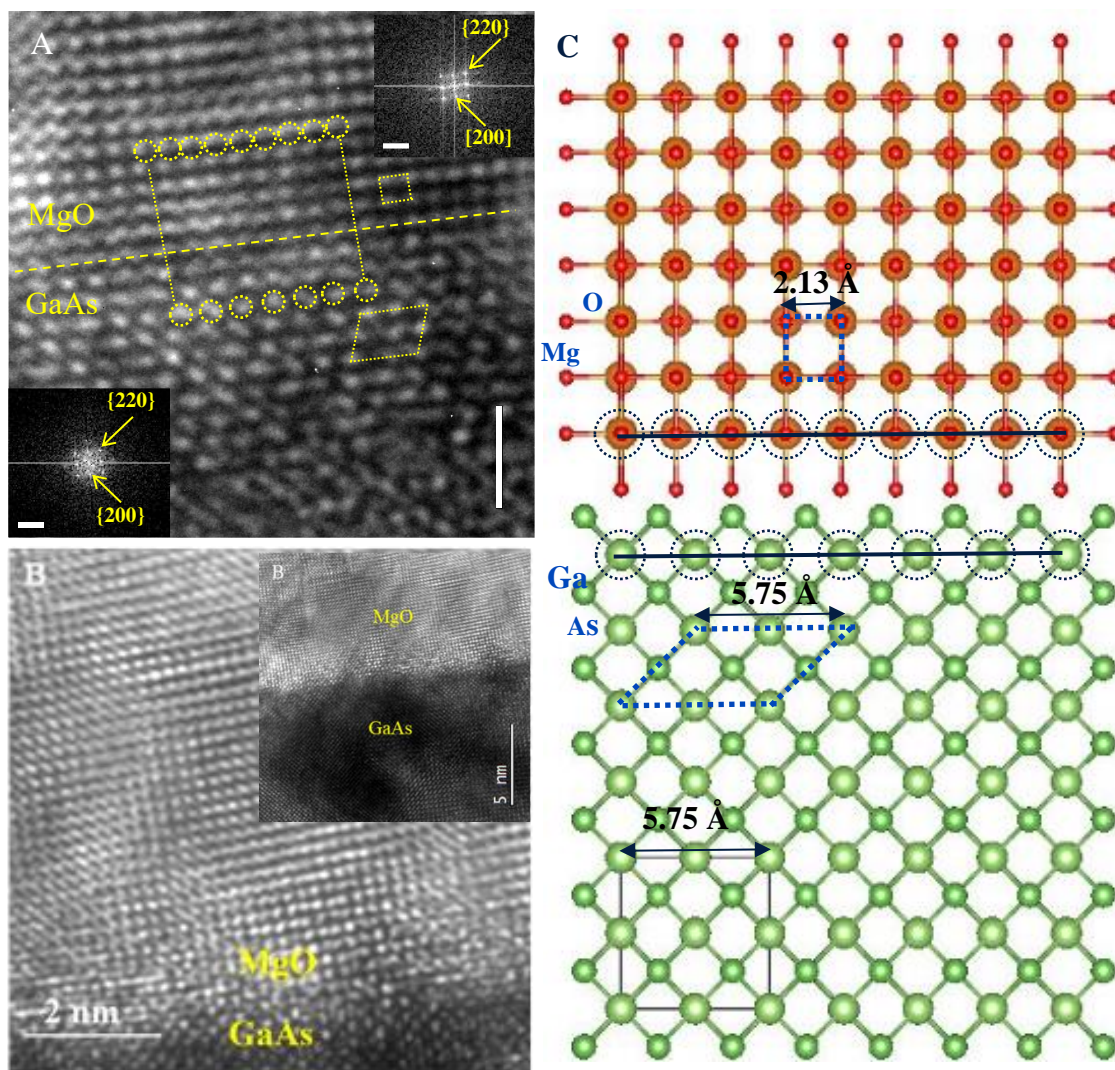 A
{220}
[200]
MgO
GaAs
{220}
{200}
B
2 nm
MgO
GaAs
B
MgO
GaAs
5 nm
C
2.13 Å
O
Mg
Ga
5.75 Å
As
5.75 Å